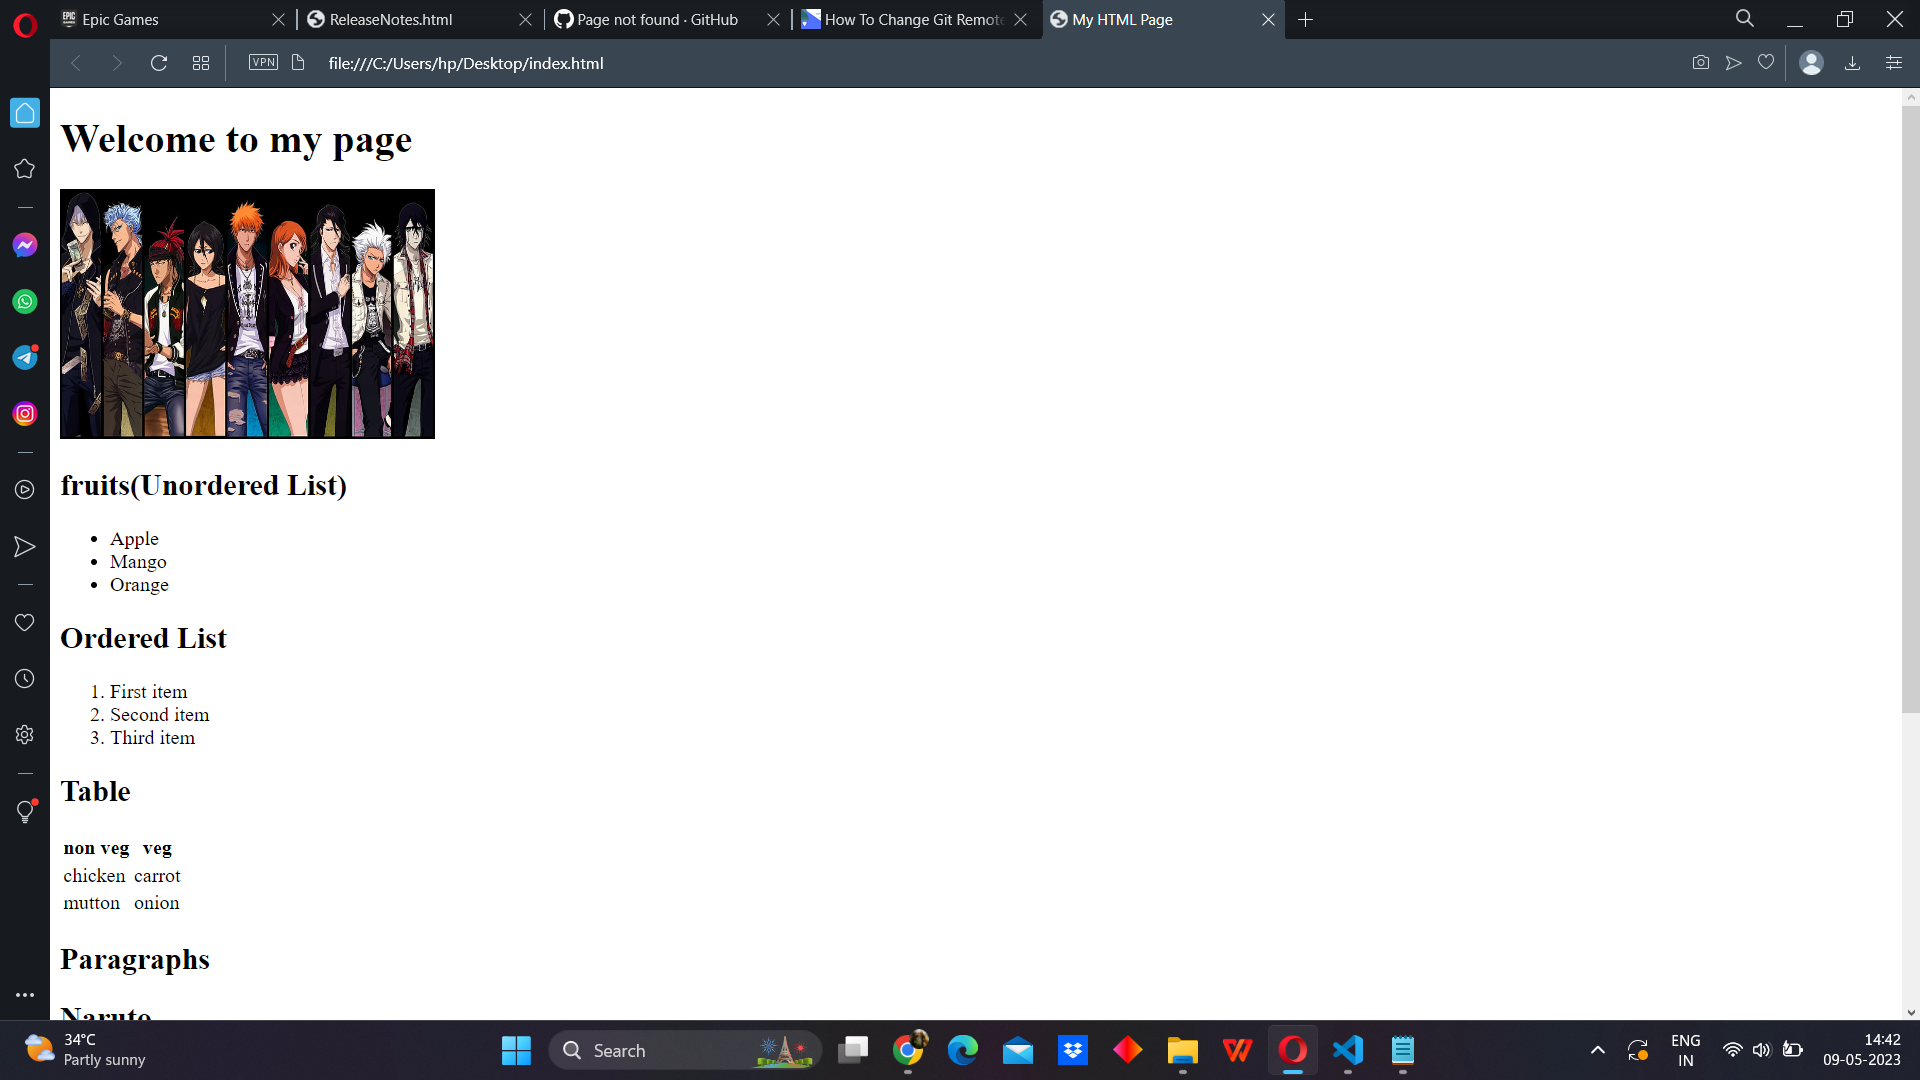 Epic Games
ReleaseNotes.html
Page not found · GitHub
How To Change Git Remote
My HTML Page
VPN
file:///C:/Users/hp/Desktop/index.html
Welcome to my page
fruits(Unordered List)
• Apple
• Mango
• Orange
Ordered List
1. First item
2. Second item
3. Third item
Table
non veg veg
chicken carrot
mutton onion
Paragraphs
Naruto
34°C
Partly sunny
Search
ENG
IN
14:42
09-05-2023